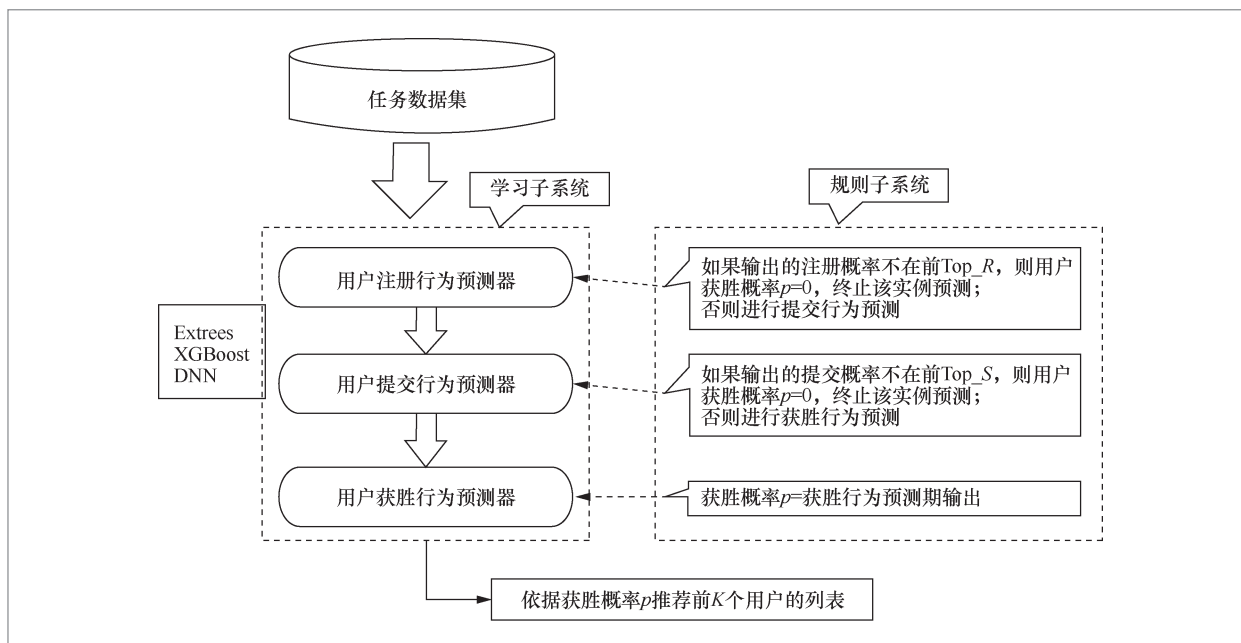 任务数据集
学习子系统
规则子系统
用户注册行为预测器
如果输出的注册概率不在前Top_R，则用户
获胜概率p=0，终止该实例预测；
否则进行提交行为预测
Extrees
XGBoost
DNN
用户提交行为预测器
如果输出的提交概率不在前Top_S，则用户
获胜概率p=0，终止该实例预测；
否则进行获胜行为预测
用户获胜行为预测器
获胜概率p=获胜行为预测期输出
依据获胜概率p推荐前K个用户的列表